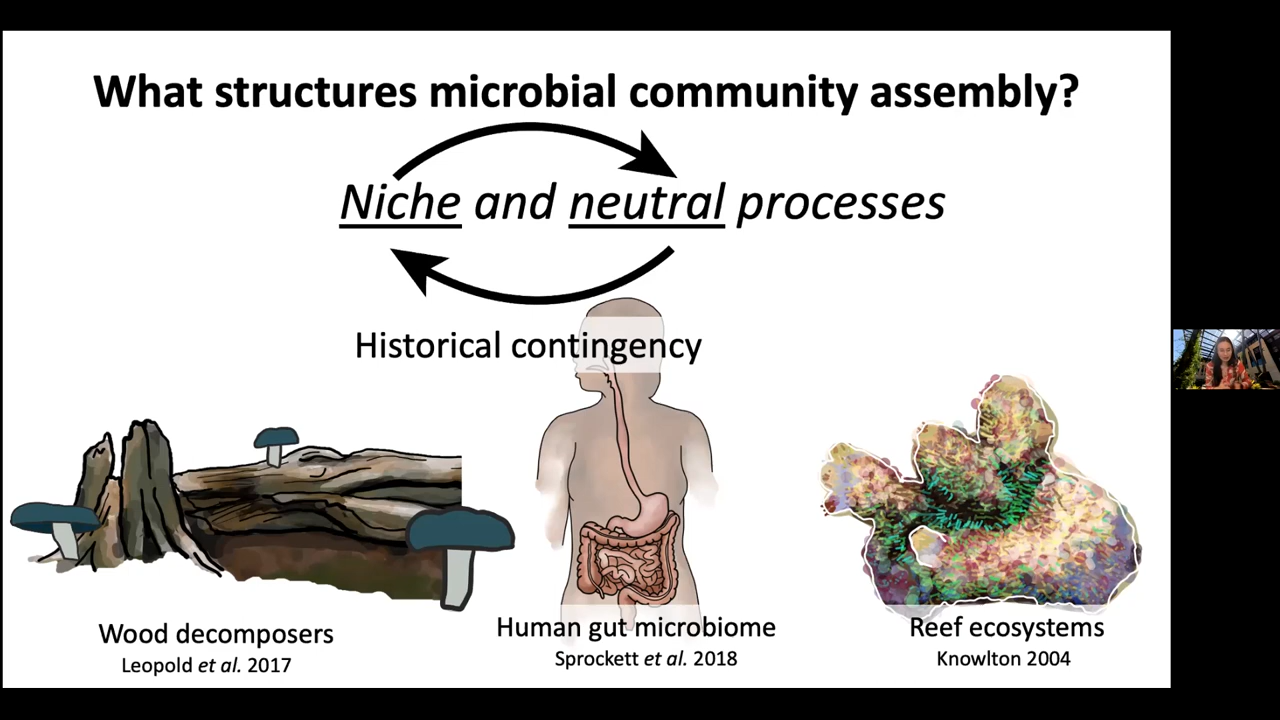 What structures microbial community assembly?
Niche and neutral processes
Historical contingency
Wood decomposers
Leopold et al. 2017
Human gut microbiome
Sprockett et al. 2018
Reef ecosystems
Knowlton 2004